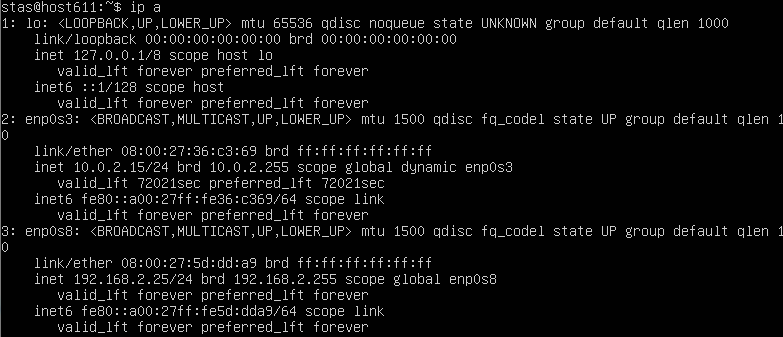 stas@host611:~$ ip a
1: lo: <LOOPBACK,UP,LOWER_UP> mtu 65536 qdisc noqueue state UNKNOWN group default qlen 1000
    link/loopback 00:00:00:00:00:00 brd 00:00:00:00:00:00
    inet 127.0.0.1/8 scope host lo
       valid_lft forever preferred_lft forever
    inet6 ::1/128 scope host
       valid_lft forever preferred_lft forever
2: enp0s3: <BROADCAST,MULTICAST,UP,LOWER_UP> mtu 1500 qdisc fq_codel state UP group default qlen 1
0
    link/ether 08:00:27:36:c3:69 brd ff:ff:ff:ff:ff:ff
    inet 10.0.2.15/24 brd 10.0.2.255 scope global dynamic enp0s3
       valid_lft 72021sec preferred_lft 72021sec
    inet6 fe80::a00:27ff:fe36:c369/64 scope link
       valid_lft forever preferred_lft forever
3: enp0s8: <BROADCAST,MULTICAST,UP,LOWER_UP> mtu 1500 qdisc fq_codel state UP group default qlen 1
0
    link/ether 08:00:27:5d:dd:a9 brd ff:ff:ff:ff:ff:ff
    inet 192.168.2.25/24 brd 192.168.2.255 scope global enp0s8
       valid_lft forever preferred_lft forever
    inet6 fe80::a00:27ff:fe5d:dda9/64 scope link
       valid_lft forever preferred_lft forever